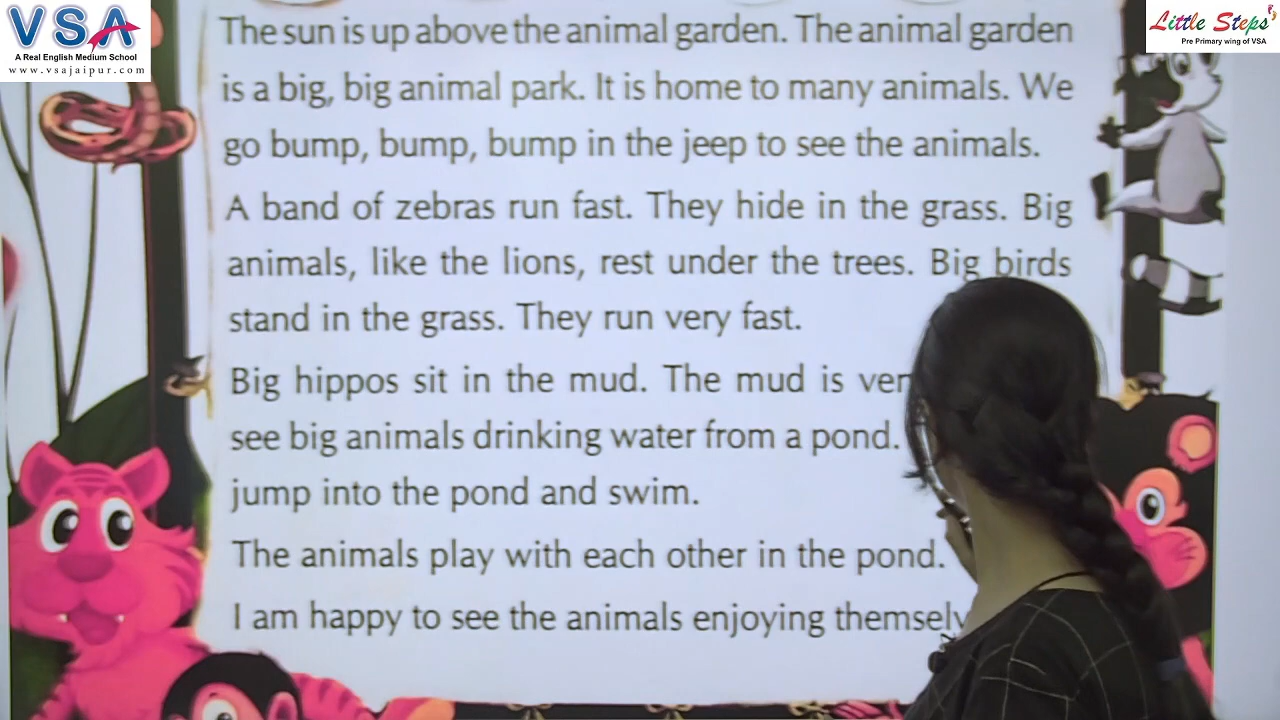 VSA
A Real English Medium School
www.vsajaipur.com
Little Steps
Pre Primary wing of VSA
The sun is up above the animal garden. The animal garden
is a big, big animal park. It is home to many animals. We
go bump, bump, bump in the jeep to see the animals.
A band of zebras run fast. They hide in the grass. Big
animals, like the lions, rest under the trees. Big birds
stand in the grass. They run very fast.
Big hippos sit in the mud. The mud is
see big animals drinking water from a pond.
jump into the pond and swim.
The animals play with each other in the pond.
I am happy to see the animals enjoying